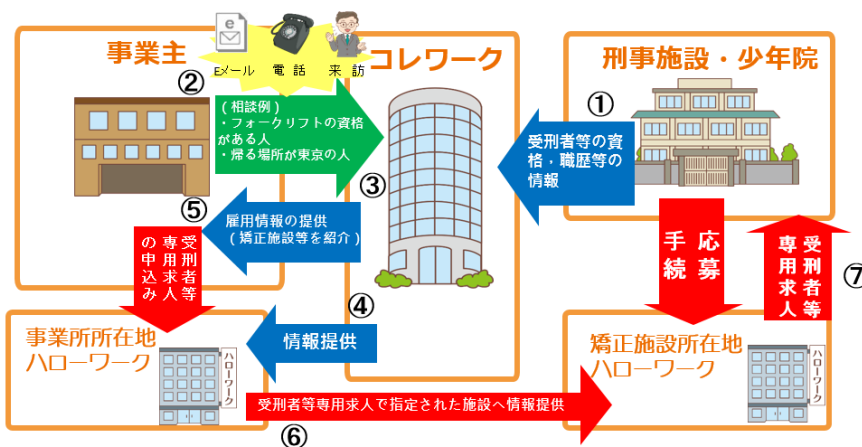 事業主
Eメール 電話 来訪
コレワーク
刑事施設・少年院
②
(相談例)
・フォークリフトの資格
がある人
・帰る場所が東京の人
①
受刑者等の資
格・職歴等の
情報
③
⑤
雇用情報の提供
(矯正施設等を紹介)
受刑者等
専用求人
の申込み
応募
手続
受刑者等
専用求人
⑦
④
情報提供
事業所所在地
ハローワーク
ハローワーク
矯正施設所在地
ハローワーク
ハローワーク
受刑者等専用求人で指定された施設へ情報提供
⑥